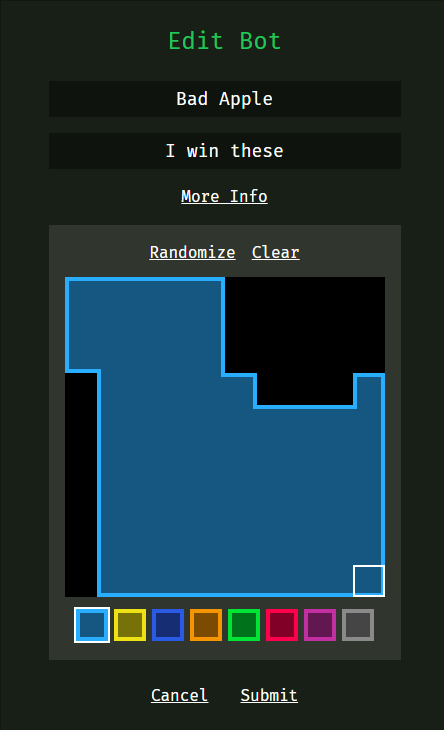 Edit Bot
Bad Apple
I win these
More Info
Randomize Clear
Cancel Submit